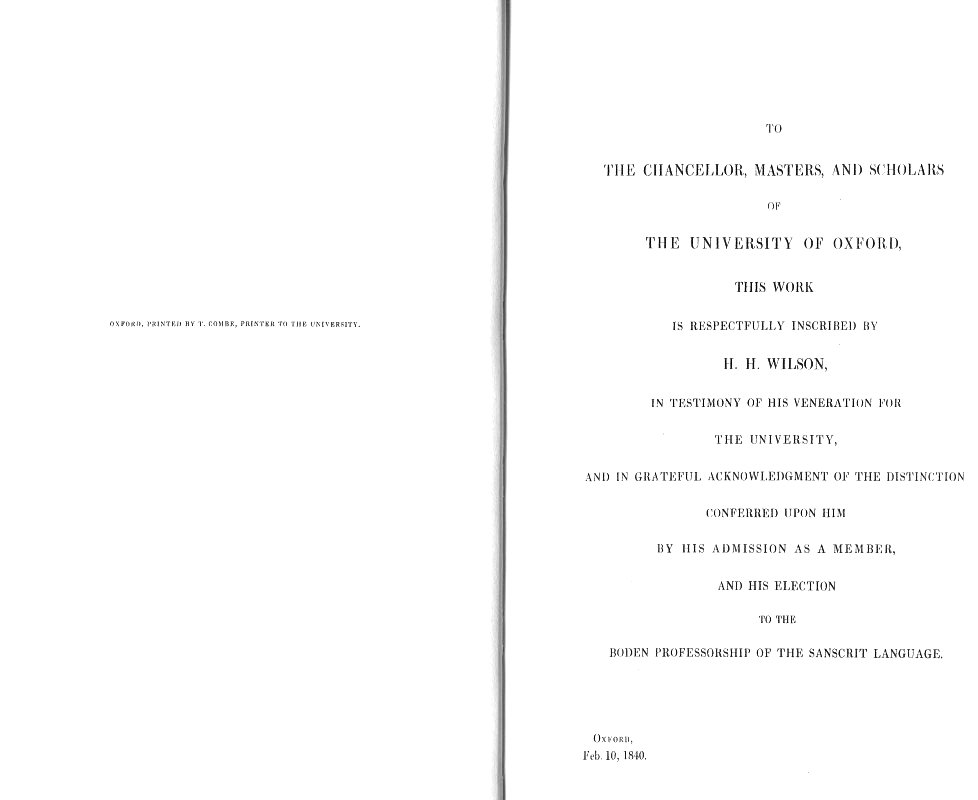 OXFORD, PRINTED BY T. COMBE, PRINTER TO THE UNIVERSITY.
TO
THE CHANCELLOR, MASTERS, AND SCHOLARS
OF
THE UNIVERSITY OF OXFORD,
THIS WORK
IS RESPECTFULLY INSCRIBED BY
H. H. WILSON,
IN TESTIMONY OF HIS VENERATION FOR
THE UNIVERSITY,
AND IN GRATEFUL ACKNOWLEDGMENT OF THE DISTINCTION
CONFERRED UPON HIM
BY HIS ADMISSION AS A MEMBER,
AND HIS ELECTION
TO THE
BODEN PROFESSORSHIP OF THE SANSCRIT LANGUAGE.
OXFORD,
Feb. 10, 1840.